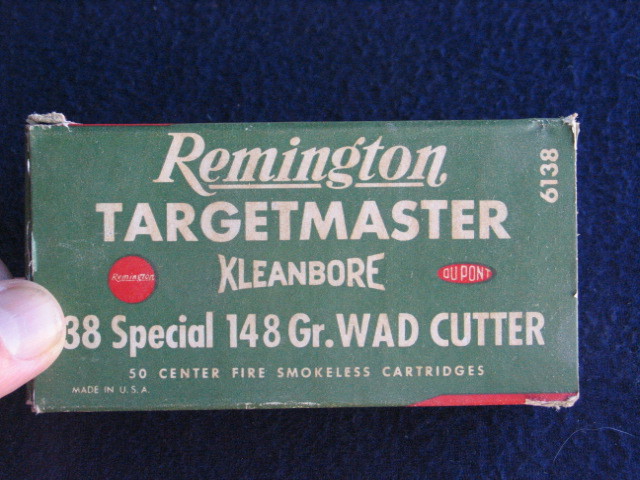 Remington
TARGETMASTER
6138
KLEANBORE
Remington
DU PONT
38 Special 148 Gr. WAD CUTTER
50 CENTER FIRE SMOKELESS CARTRIDGES
MADE IN U.S.A.